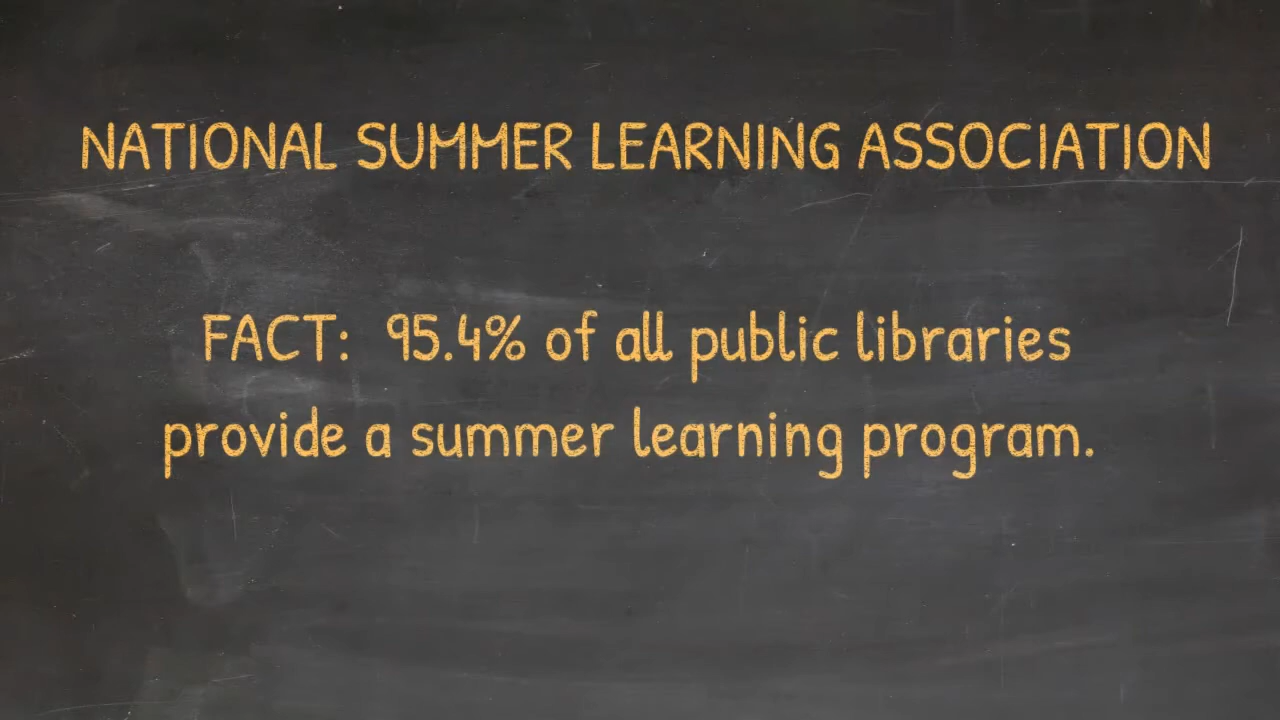 NATIONAL SUMMER LEARNING ASSOCIATION
FACT: 95.4% of all public libraries
provide a summer learning program.